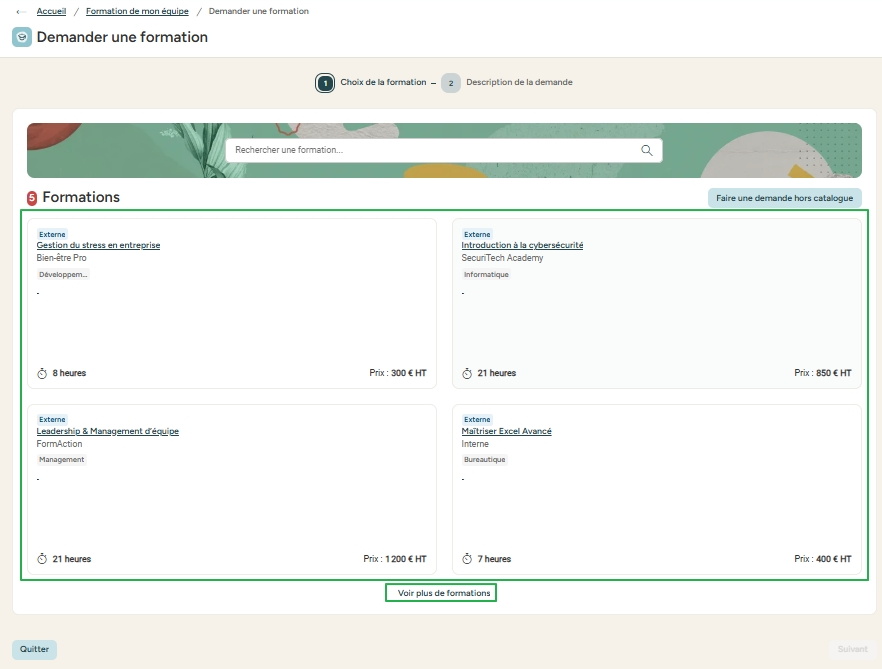 ← Accueil / Formation de mon équipe / Demander une formation
Demander une formation
1 Choix de la formation – 2 Description de la demande
Rechercher une formation...
5 Formations
Faire une demande hors catalogue
Externe
Gestion du stress en entreprise
Bien-être Pro
Développem...
-
8 heures
Prix : 300 € HT
Externe
Introduction à la cybersécurité
SecuriTech Academy
Informatique
-
21 heures
Prix : 850 € HT
Externe
Leadership & Management d'équipe
FormAction
Management
-
21 heures
Prix : 1 200 € HT
Externe
Maîtriser Excel Avancé
Interne
Bureautique
-
7 heures
Prix : 400 € HT
Voir plus de formations
Quitter
Suivant